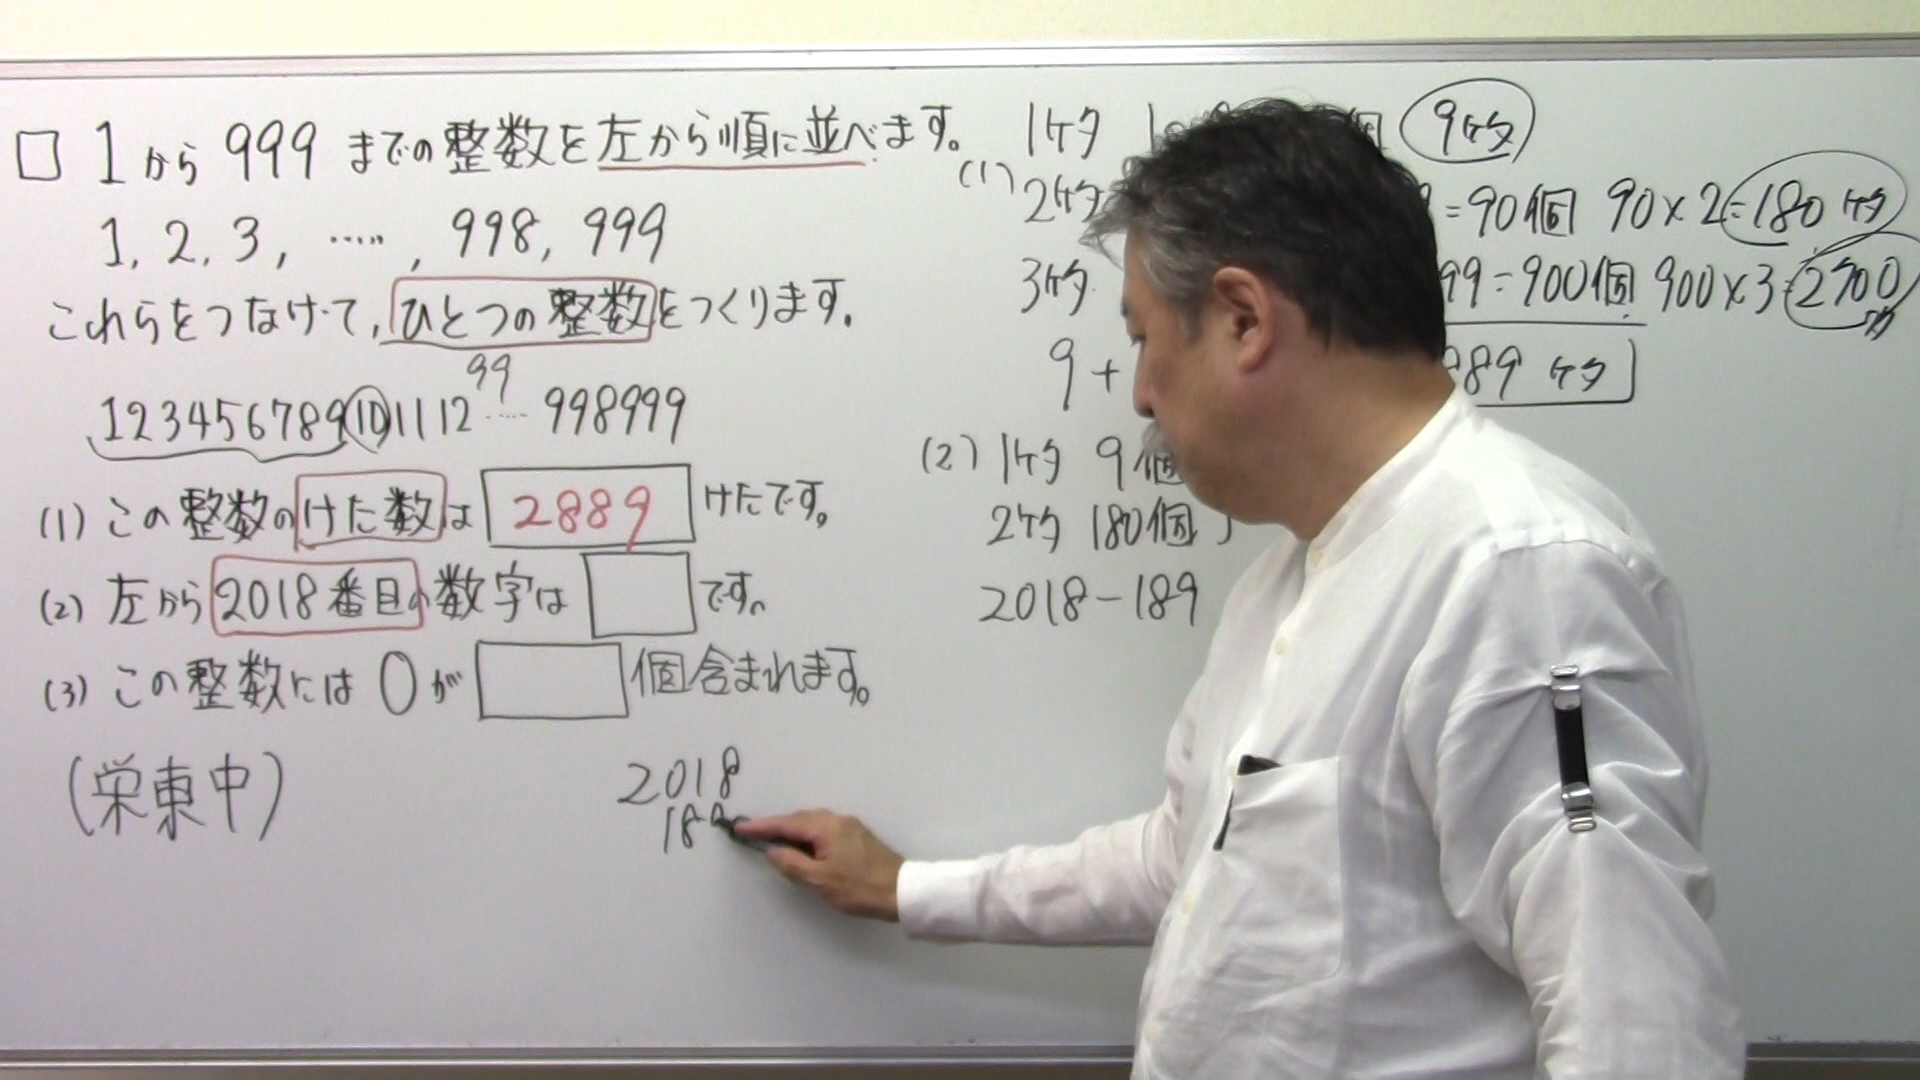 □ 1から999までの整数を左から順に並べます。
1, 2, 3, ‥‥‥, 998, 999
これらをつなげて, ひとつの整数をつくります。
99
123456789101112‥‥998999
(1) この整数のけた数は 2889 けたです。
(2) 左から2018番目の数字は □ です。
(3) この整数には 0が □ 個含まれます。
(栄東中)
2018
18
1ケタ 個 9ケタ
(1)
2ケタ =90個 90×2=180ケタ
3ケタ 99=900個 900×3=2700
9+ 89ケタ
(2) 1ケタ 9個
2ケタ 180個
2018-189